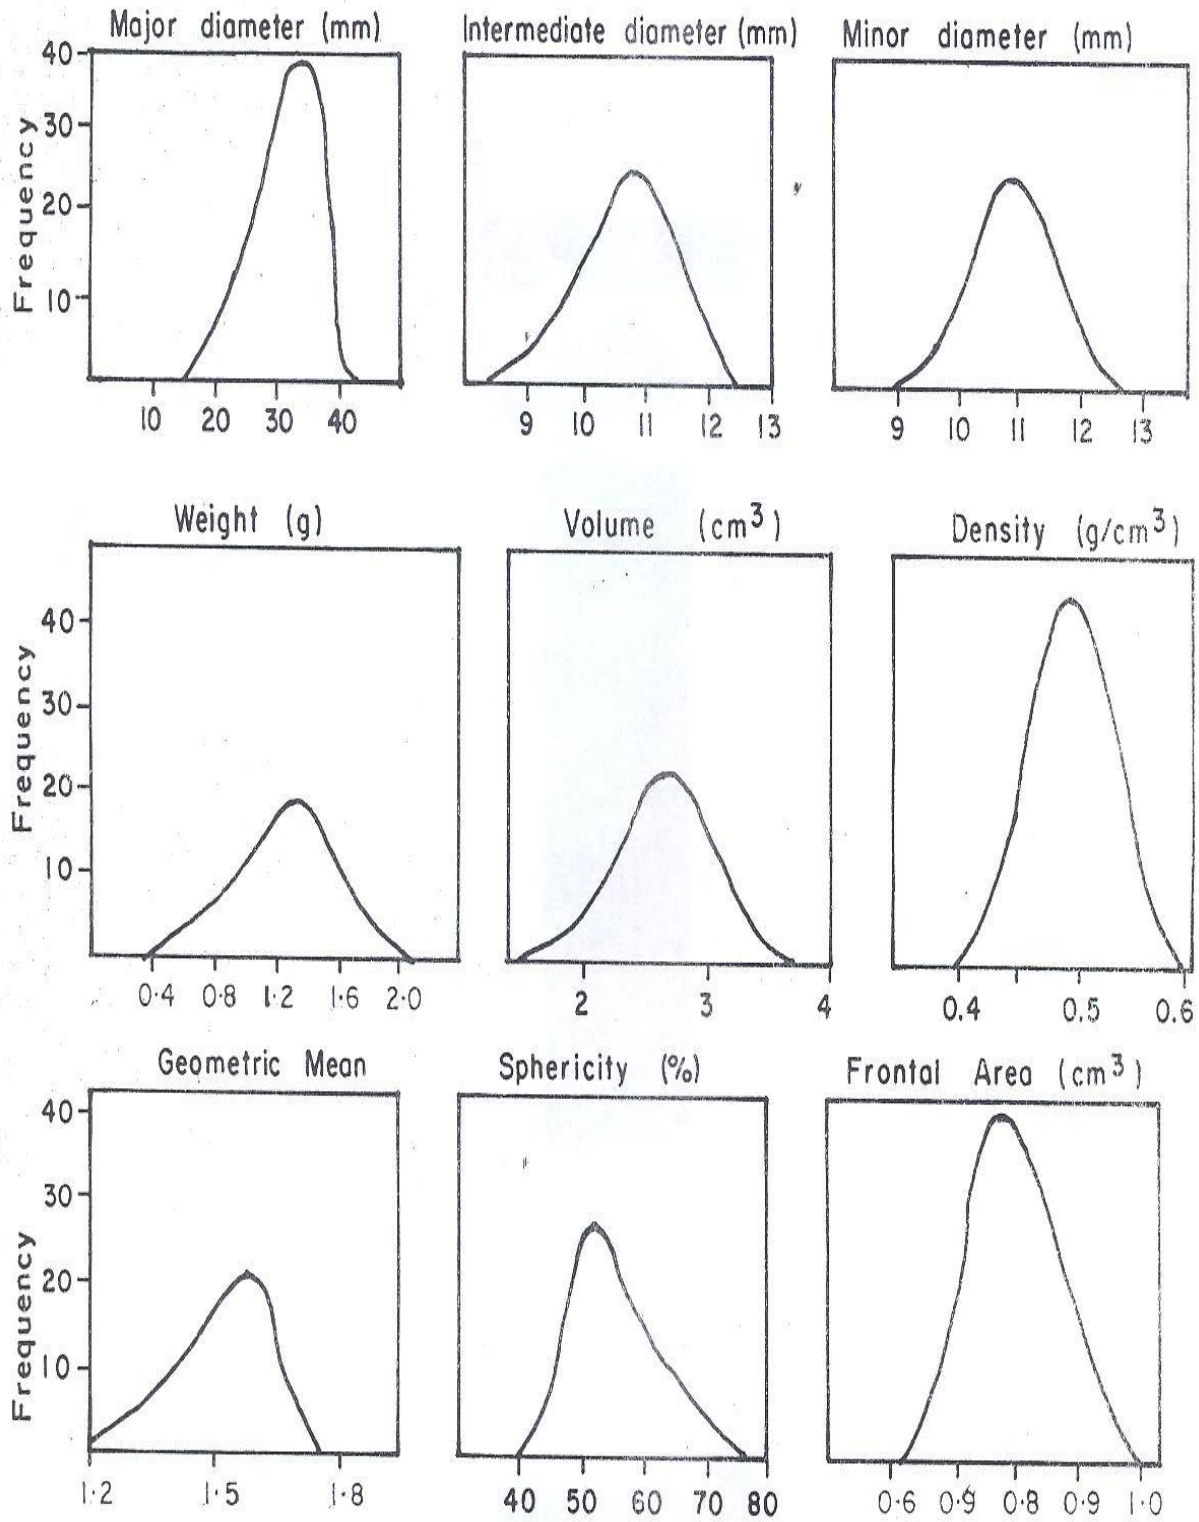 Major diameter (mm)
Intermediate diameter (mm)
Minor diameter (mm)
Frequency
40
30
20
10
10 20 30 40
9 10 11 12 13
9 10 11 12 13
Weight (g)
Volume (cm3)
Density (g/cm3)
Frequency
40
30
20
10
0.4 0.8 1.2 1.6 2.0
2 3 4
0.4 0.5 0.6
Geometric Mean
Sphericity (%)
Frontal Area (cm3)
Frequency
40
30
20
10
1.2 1.5 1.8
40 50 60 70 80
0.6 0.9 0.8 0.9 1.0